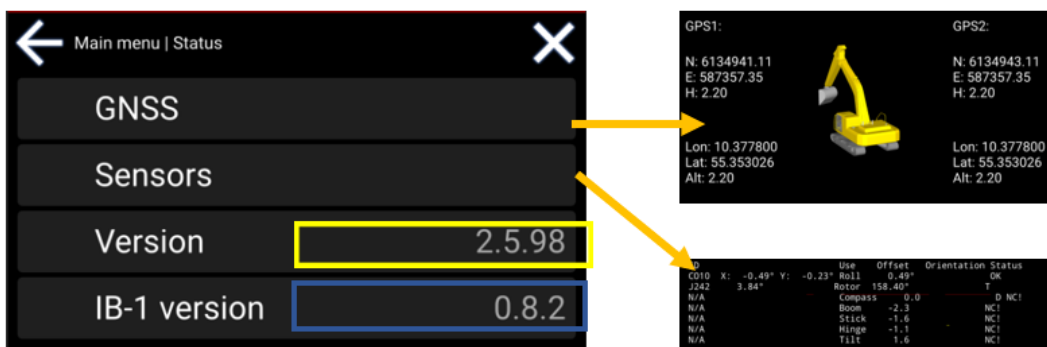 Main menu | Status
GNSS
Sensors
Version 2.5.98
IB-1 version 0.8.2
GPS1: GPS2:
N: 6134941.11 N: 6134943.11
E: 587357.35 E: 587357.35
H: 2.20 H: 2.20
Lon: 10.377800 Lon: 10.377800
Lat: 55.353026 Lat: 55.353026
Alt: 2.20 Alt: 2.20
Use Offset Orientation Status
CO10 X: -0.49° Y: -0.23° Roll 0.49° OK
J242 3.84° Rotor 158.40° T
N/A Compass 0.0 D NC!
N/A Boom -2.3 NC!
N/A Stick -1.6 NC!
N/A Hinge -1.1 NC!
N/A Tilt 1.6 NC!